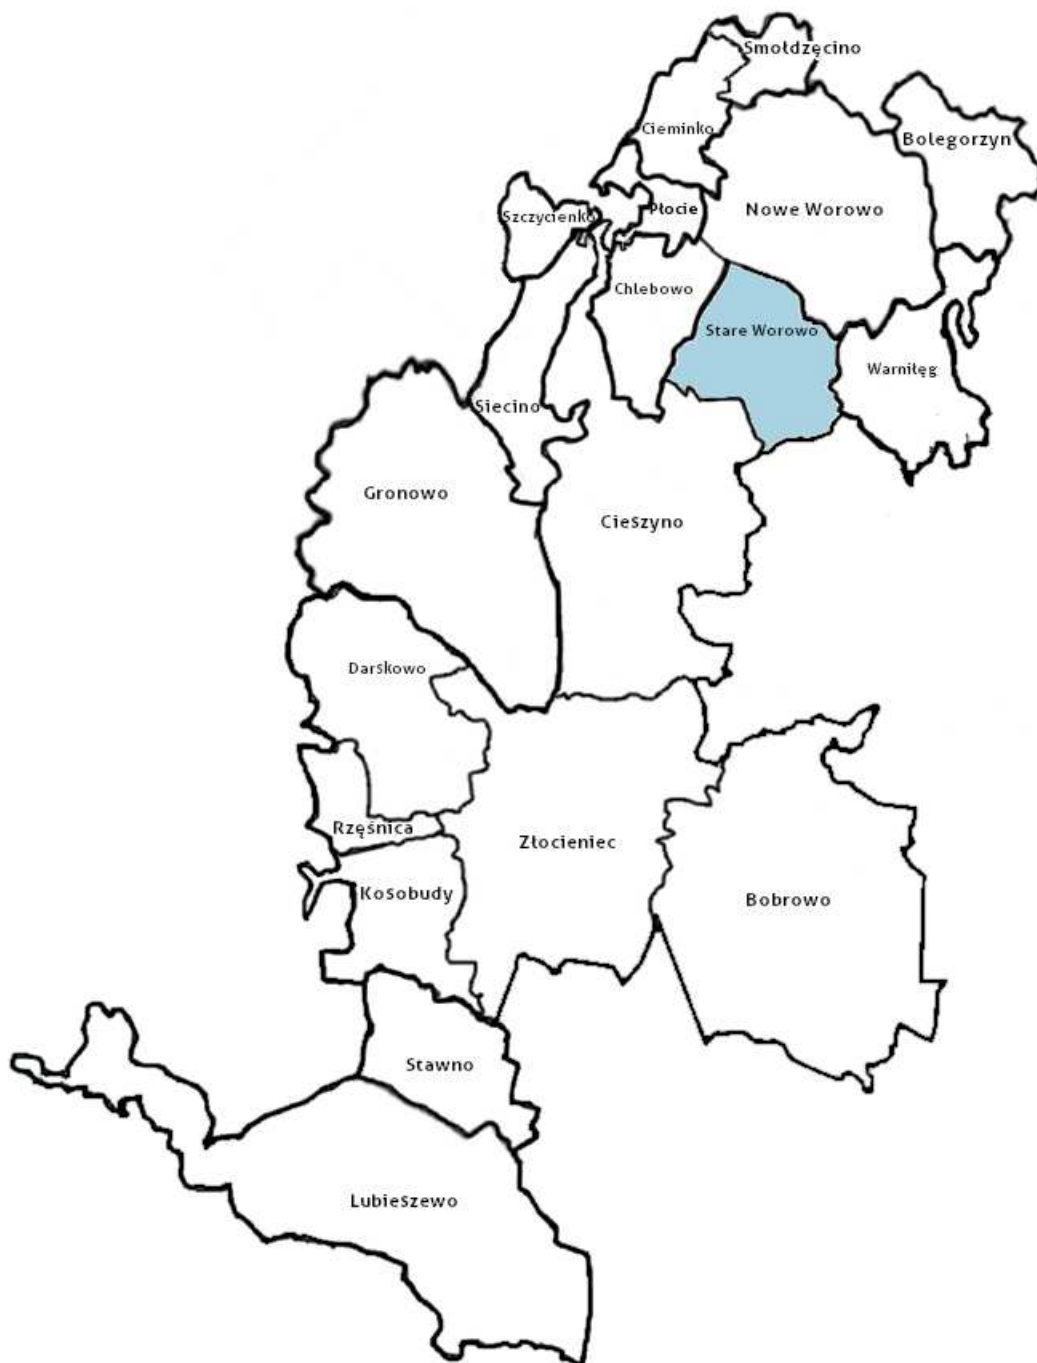 Smołdzęcino
Cieminko
Bolegorzyn
Szczycienko
Płocie
Nowe Worowo
Chlebowo
Stare Worowo
Warniłęg
Siecino
Gronowo
Cieszyno
Darskowo
Rzęśnica
Złocieniec
Kosobudy
Bobrowo
Stawno
Lubieszewo